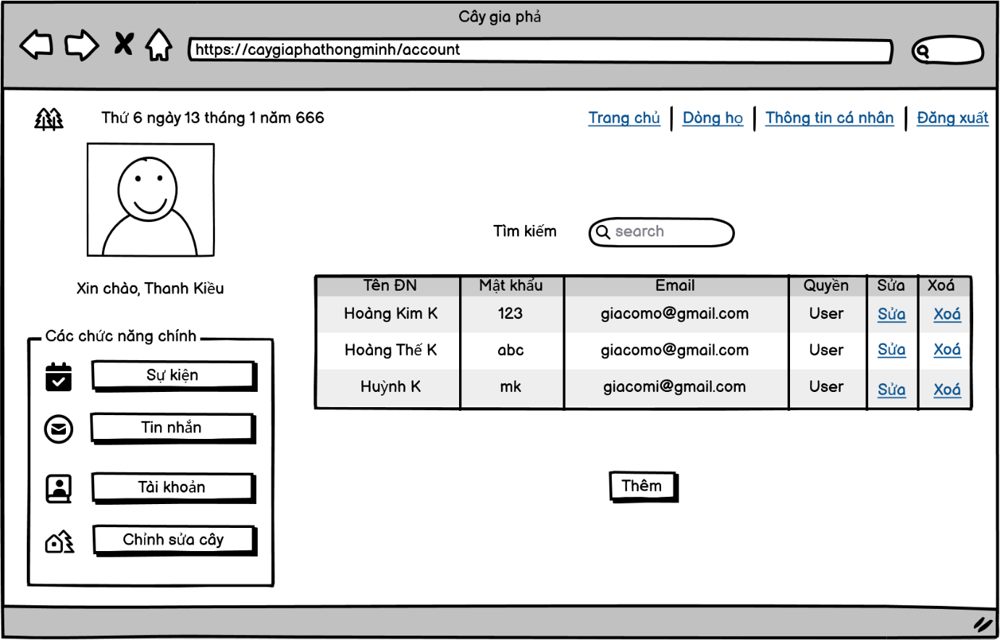 Cây gia phả
https://caygiaphathongminh/account
Thứ 6 ngày 13 tháng 1 năm 666
Trang chủ Dòng họ Thông tin cá nhân Đăng xuất
Tìm kiếm search
Xin chào, Thanh Kiều
Tên ĐN Mật khẩu Email Quyền Sửa Xoá
Hoàng Kim K 123 giacomo@gmail.com User Sửa Xoá
Hoàng Thế K abc giacomo@gmail.com User Sửa Xoá
Huỳnh K mk giacomi@gmail.com User Sửa Xoá
Các chức năng chính
Sự kiện
Tin nhắn
Tài khoản
Chỉnh sửa cây
Thêm